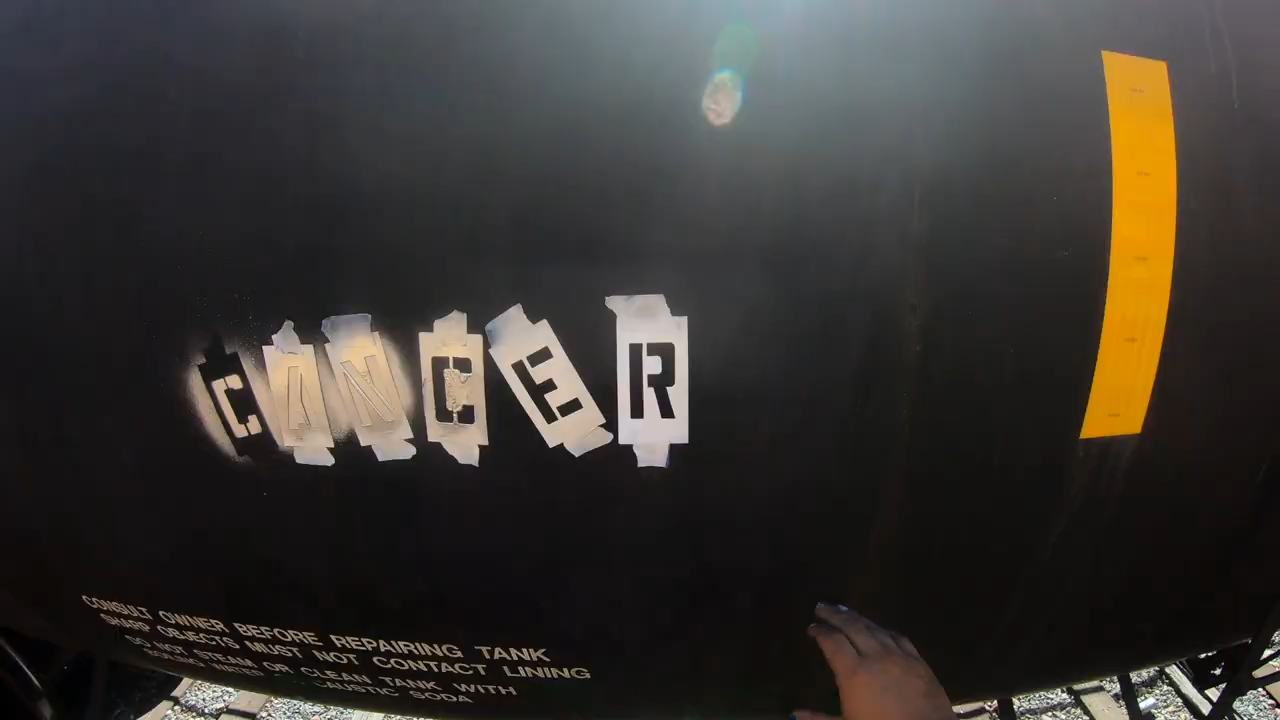 CANCER
CONSULT OWNER BEFORE REPAIRING TANK
SHARP OBJECTS MUST NOT CONTACT LINING
DO NOT STEAM OR CLEAN TANK WITH
CAUSTIC SODA